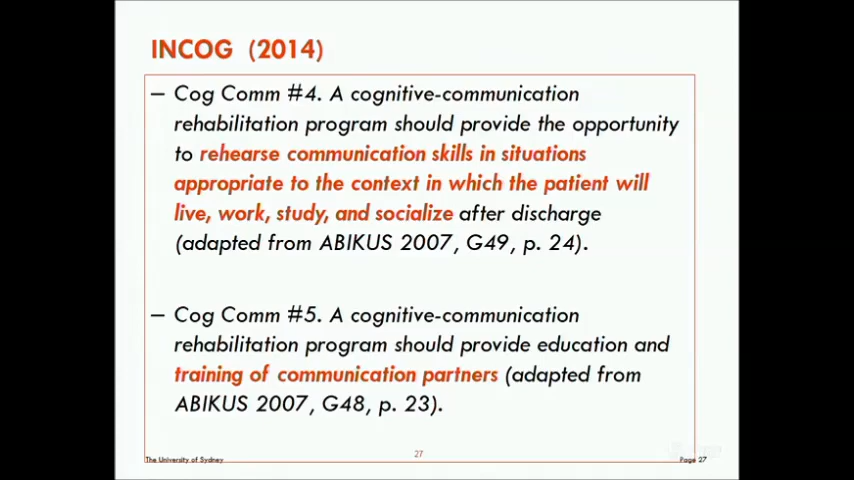 INCOG (2014)
– Cog Comm #4. A cognitive-communication
rehabilitation program should provide the opportunity
to rehearse communication skills in situations
appropriate to the context in which the patient will
live, work, study, and socialize after discharge
(adapted from ABIKUS 2007, G49, p. 24).
– Cog Comm #5. A cognitive-communication
rehabilitation program should provide education and
training of communication partners (adapted from
ABIKUS 2007, G48, p. 23).
The University of Sydney
27
Page 27